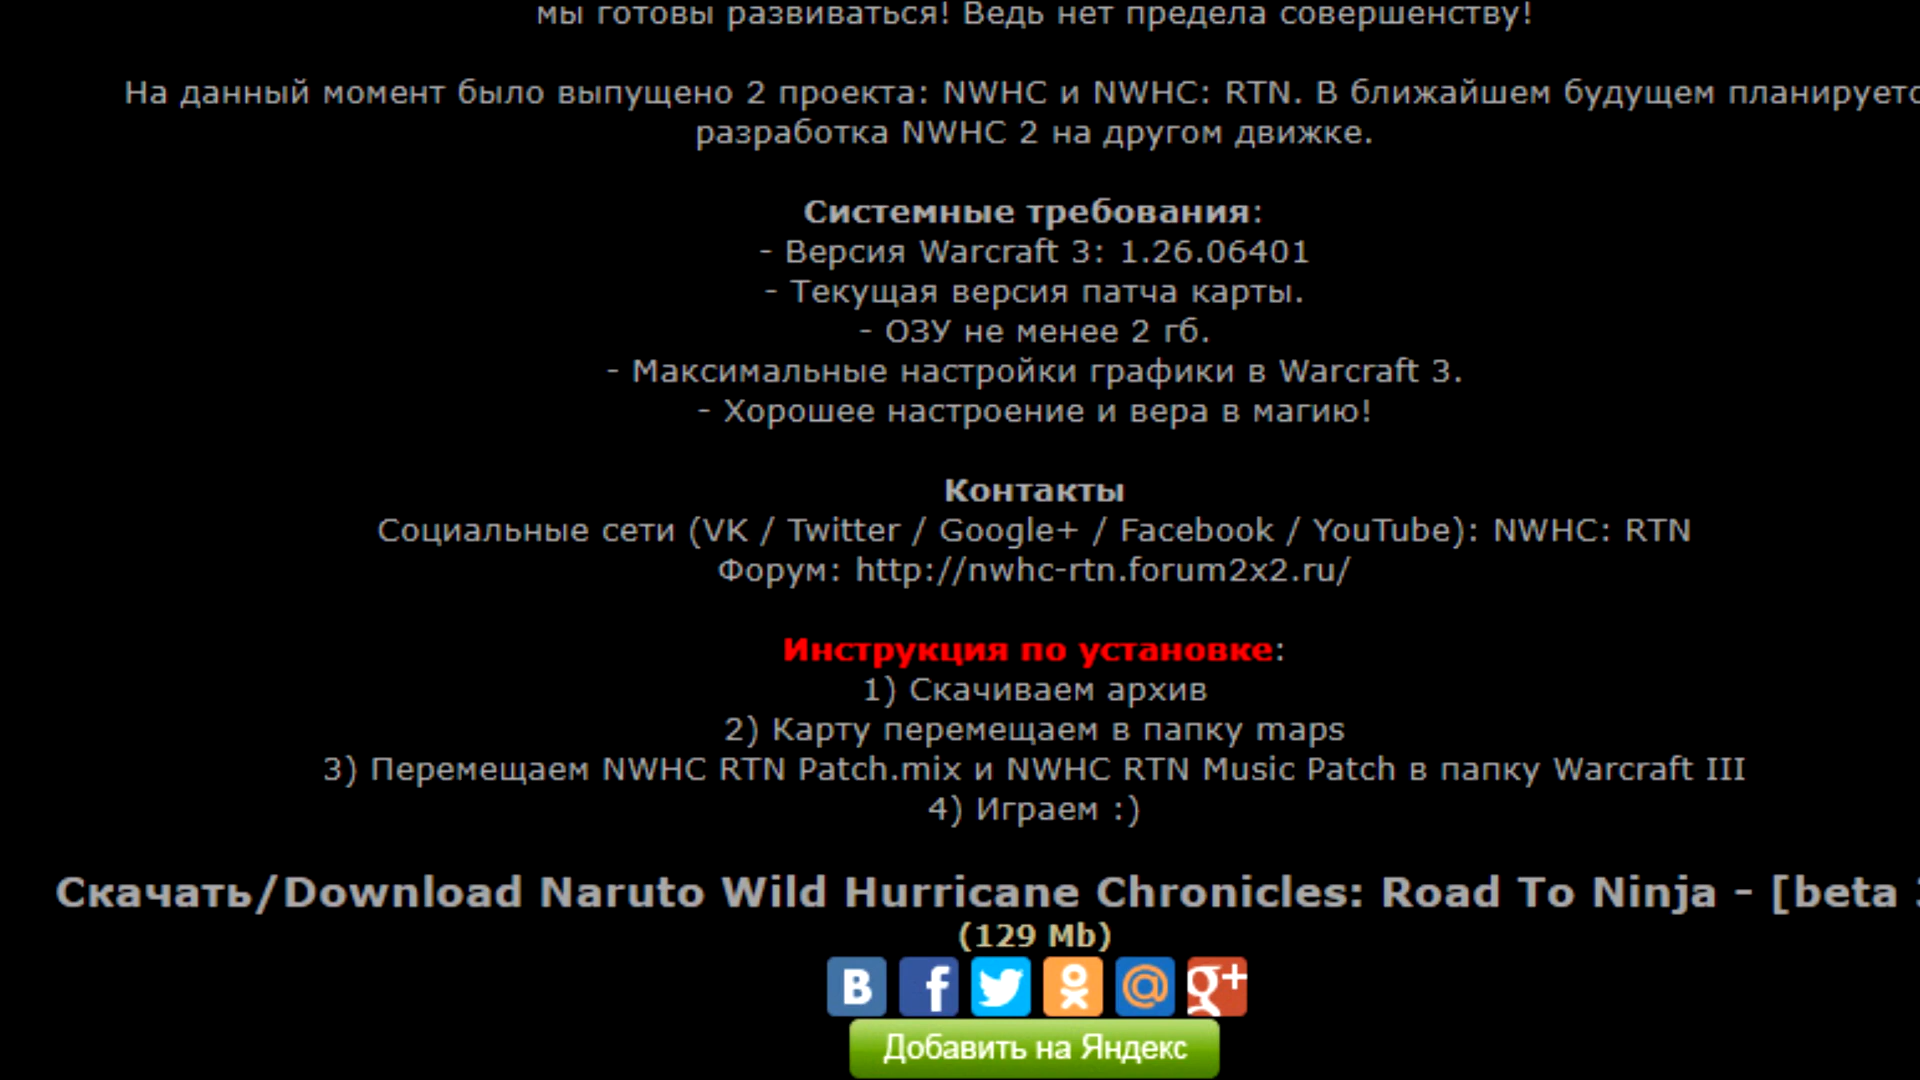 мы готовы развиваться! Ведь нет предела совершенству!
На данный момент было выпущено 2 проекта: NWHC и NWHC: RTN. В ближайшем будущем планирует
разработка NWHC 2 на другом движке.
Системные требования:
- Версия Warcraft 3: 1.26.06401
- Текущая версия патча карты.
- ОЗУ не менее 2 гб.
- Максимальные настройки графики в Warcraft 3.
- Хорошее настроение и вера в магию!
Контакты
Социальные сети (VK / Twitter / Google+ / Facebook / YouTube): NWHC: RTN
Форум: http://nwhc-rtn.forum2x2.ru/
Инструкция по установке:
1) Скачиваем архив
2) Карту перемещаем в папку maps
3) Перемещаем NWHC RTN Patch.mix и NWHC RTN Music Patch в папку Warcraft III
4) Играем :)
Скачать/Download Naruto Wild Hurricane Chronicles: Road To Ninja - [beta
(129 Mb)
В f @ g+
Добавить на Яндекс